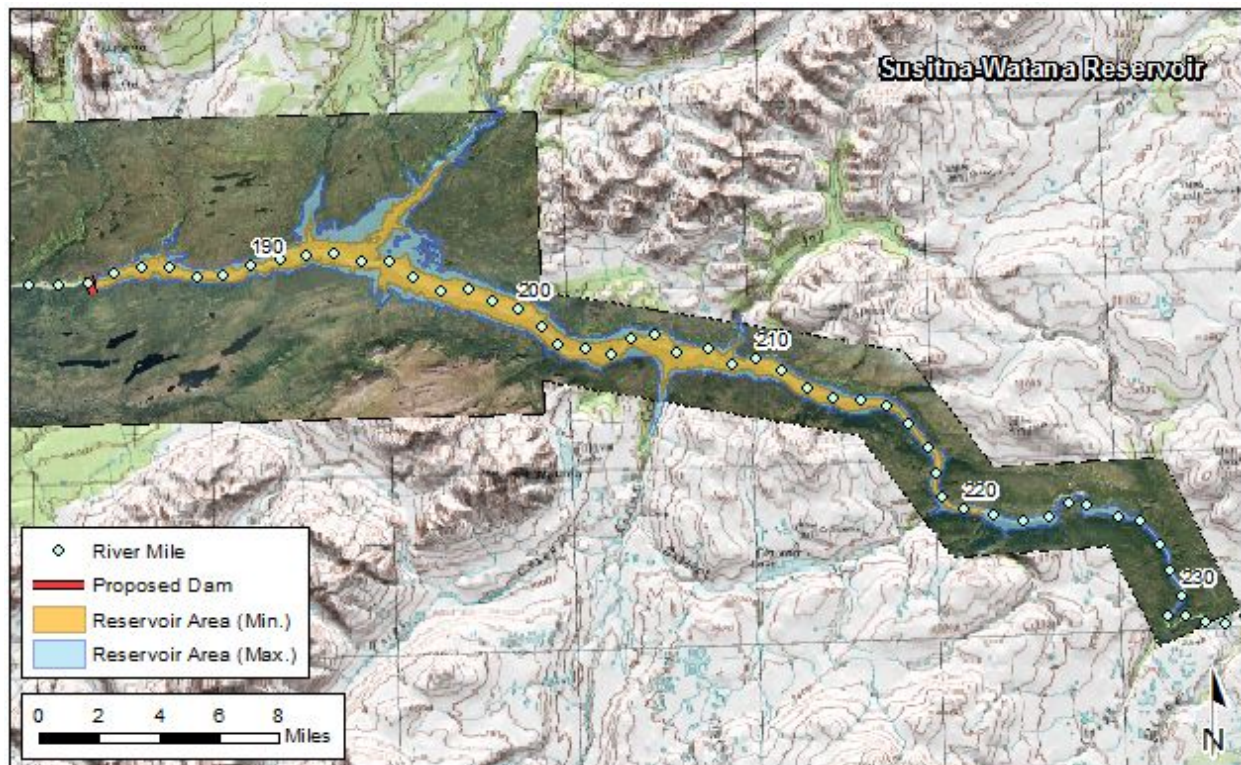 Susitna-Watana Reservoir
190
200
210
220
230
River Mile
Proposed Dam
Reservoir Area (Min.)
Reservoir Area (Max.)
0 2 4 6 8
Miles
N